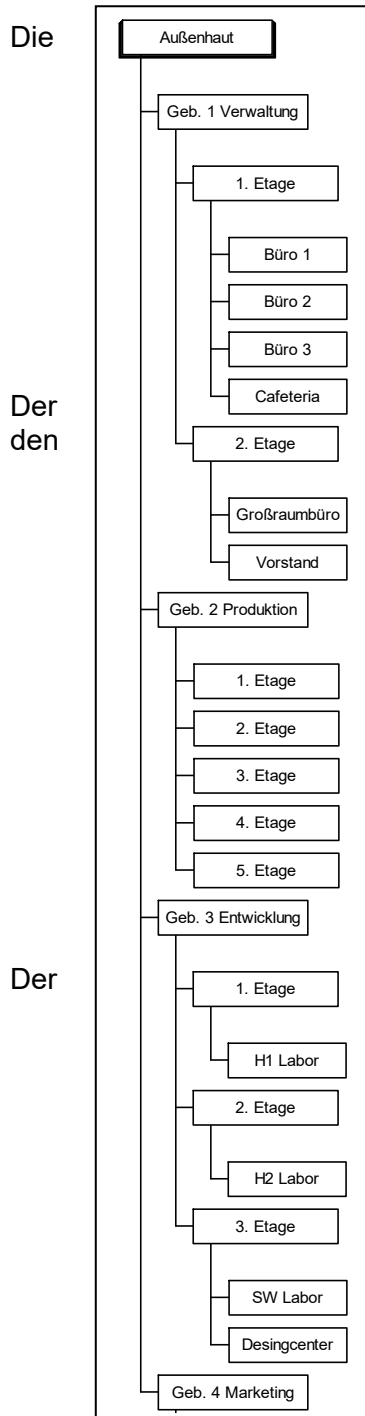 Die
Außenhaut
Geb. 1 Verwaltung
1. Etage
Büro 1
Büro 2
Büro 3
Cafeteria
Der
den
2. Etage
Großraumbüro
Vorstand
Geb. 2 Produktion
1. Etage
2. Etage
3. Etage
4. Etage
5. Etage
Geb. 3 Entwicklung
Der
1. Etage
H1 Labor
2. Etage
H2 Labor
3. Etage
SW Labor
Desingcenter
Geb. 4 Marketing